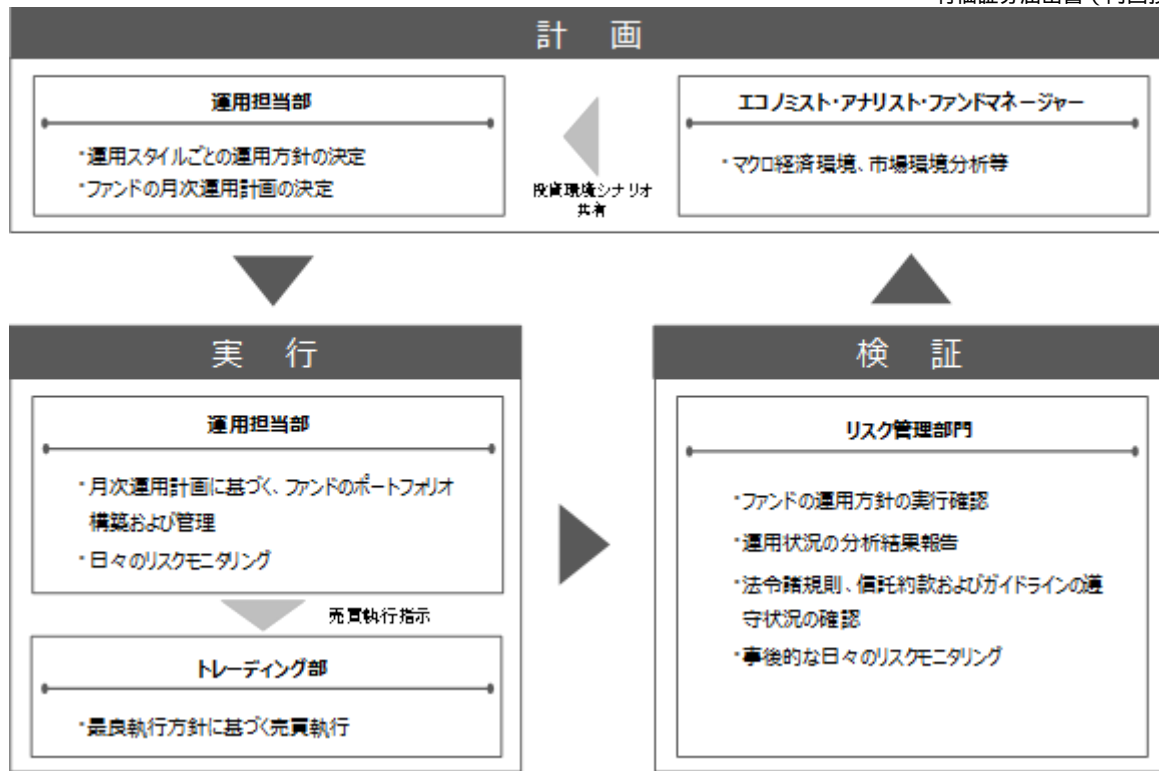 計 画
運用担当部
・運用スタイルごとの運用方針の決定
・ファンドの月次運用計画の決定
投資環境シナリオ
共有
エコノミスト・アナリスト・ファンドマネージャー
・マクロ経済環境、市場環境分析等
実 行
運用担当部
・月次運用計画に基づく、ファンドのポートフォリオ
構築および管理
・日々のリスクモニタリング
売買執行指示
トレーディング部
・最良執行方針に基づく売買執行
検 証
リスク管理部門
・ファンドの運用方針の実行確認
・運用状況の分析結果報告
・法令諸規則、信託約款およびガイドラインの遵
守状況の確認
・事後的な日々のリスクモニタリング